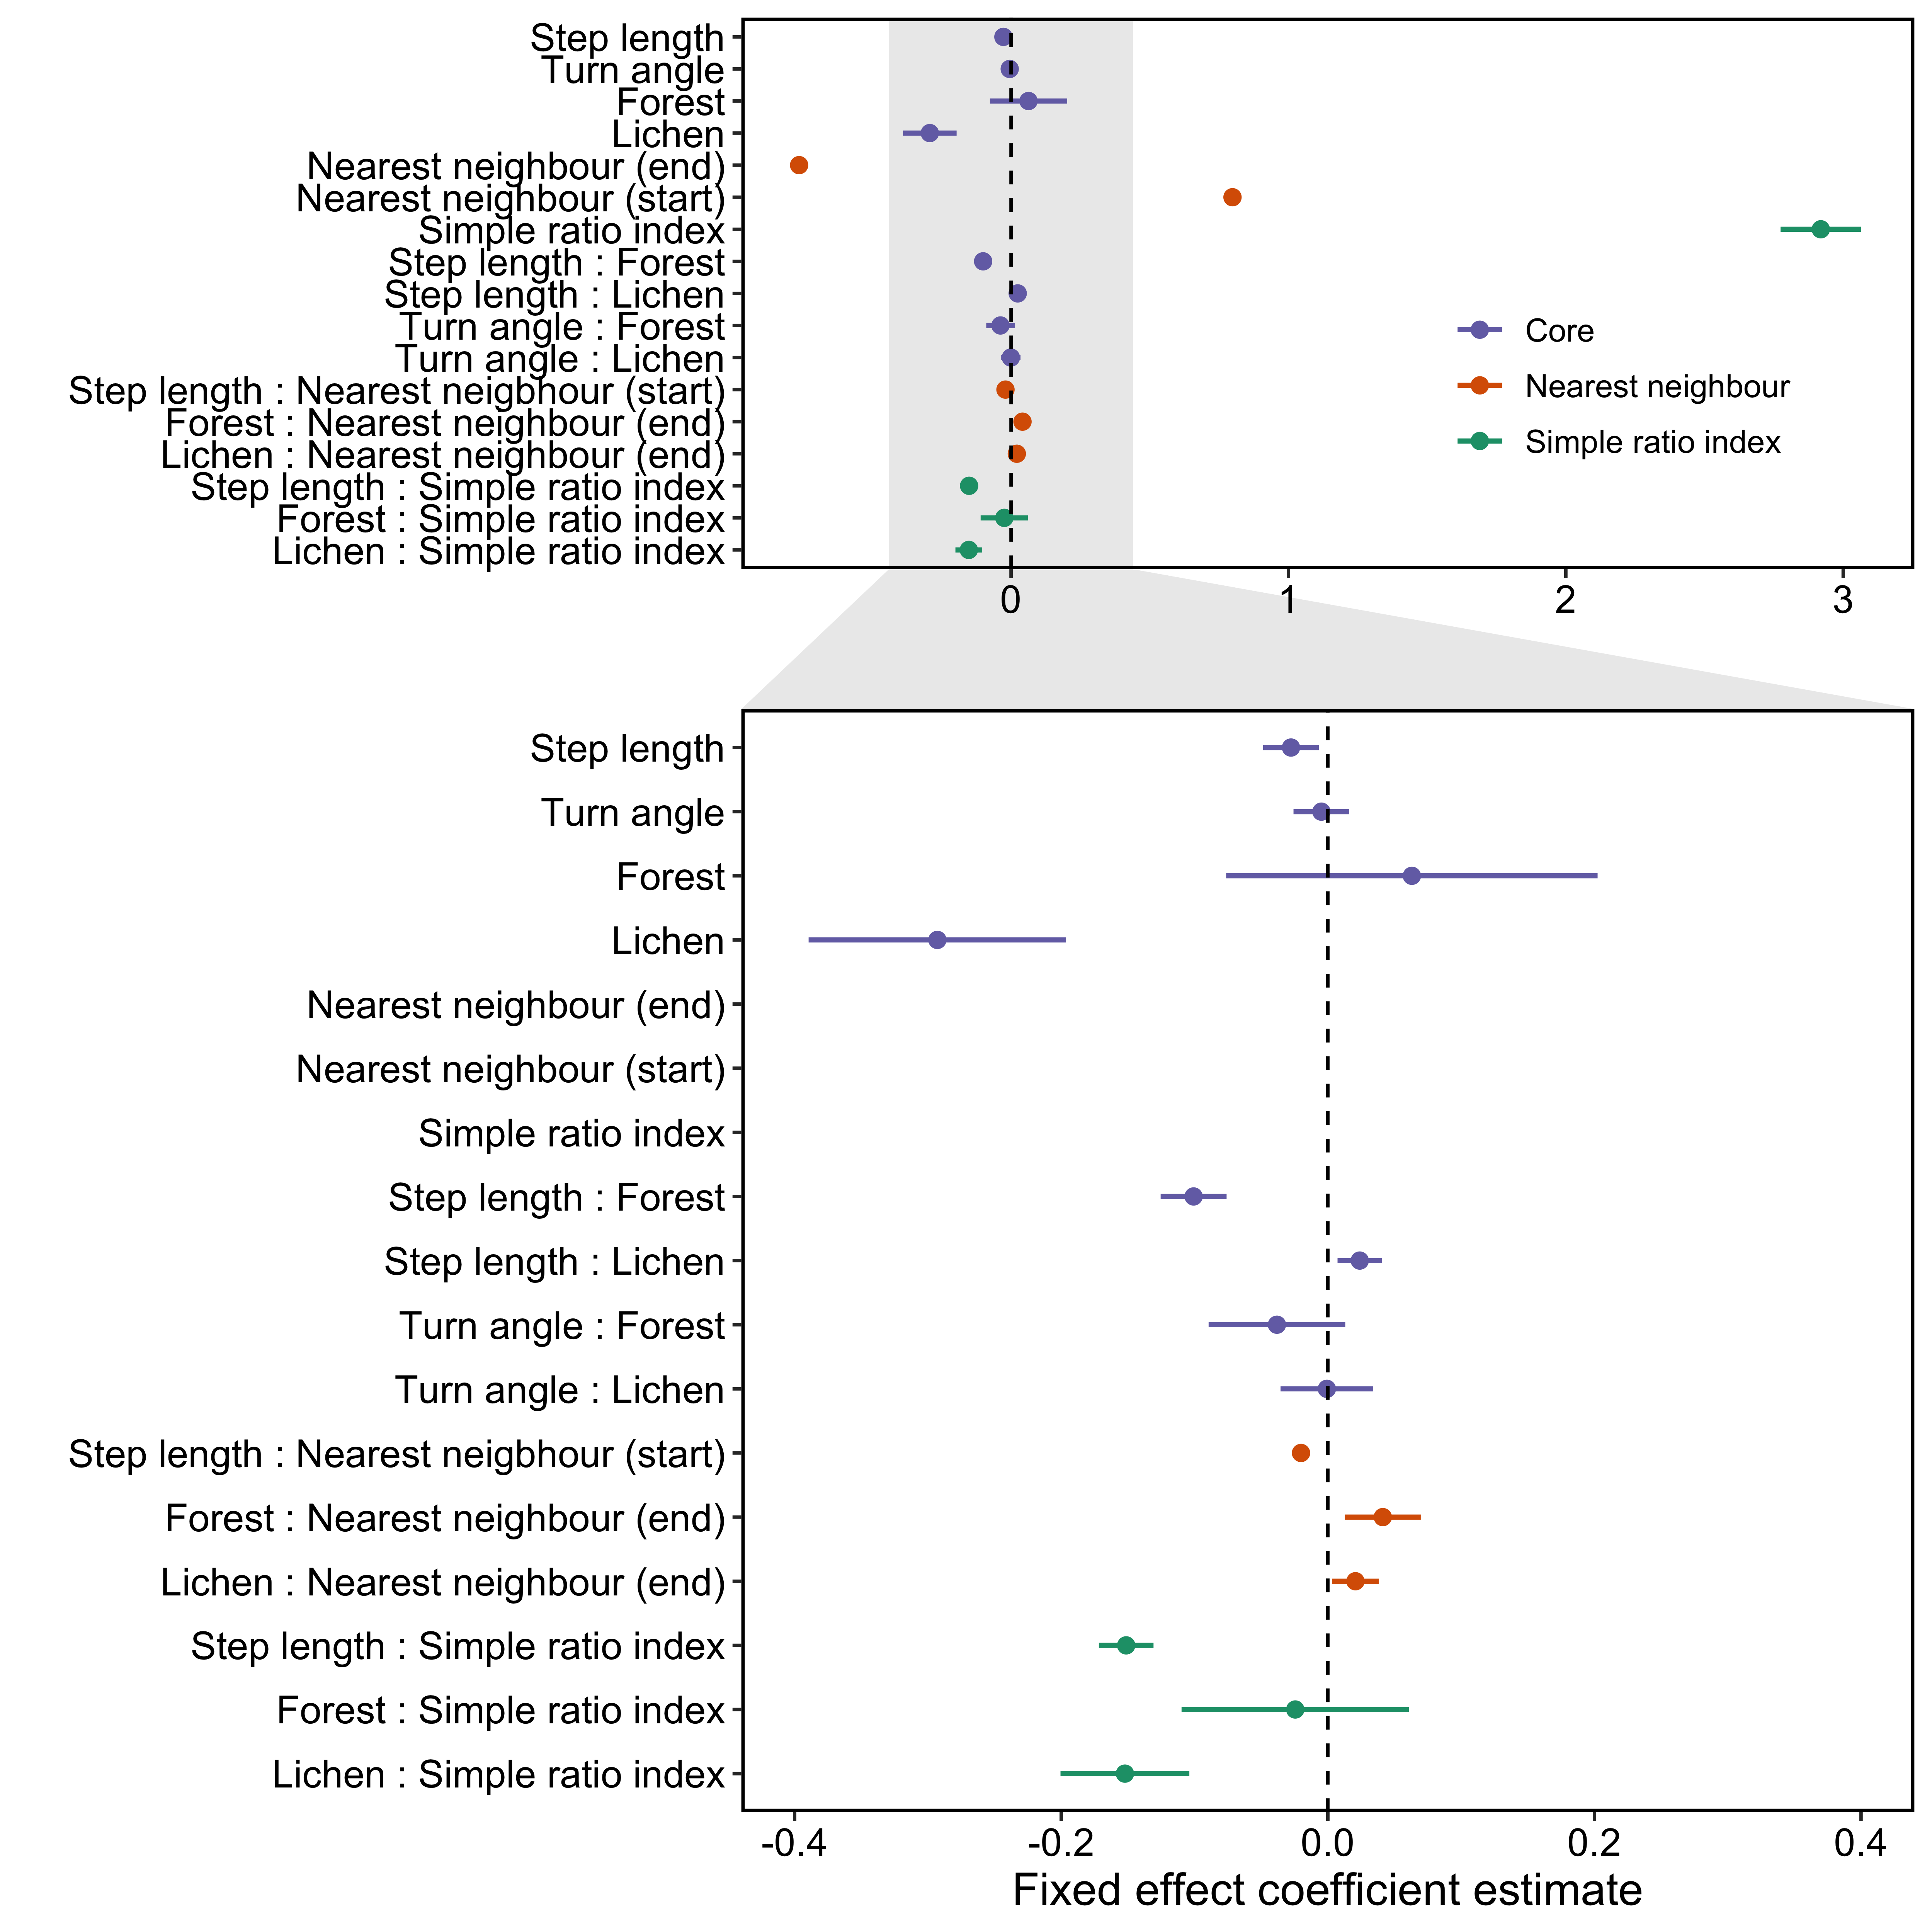 Step length
Turn angle
Forest
Lichen
Nearest neighbour (end)
Nearest neighbour (start)
Simple ratio index
Step length : Forest
Step length : Lichen
Turn angle : Forest
Turn angle : Lichen
Step length : Nearest neigbhour (start)
Forest : Nearest neighbour (end)
Lichen : Nearest neighbour (end)
Step length : Simple ratio index
Forest : Simple ratio index
Lichen : Simple ratio index
Core
Nearest neighbour
Simple ratio index
0 1 2 3
Step length
Turn angle
Forest
Lichen
Nearest neighbour (end)
Nearest neighbour (start)
Simple ratio index
Step length : Forest
Step length : Lichen
Turn angle : Forest
Turn angle : Lichen
Step length : Nearest neigbhour (start)
Forest : Nearest neighbour (end)
Lichen : Nearest neighbour (end)
Step length : Simple ratio index
Forest : Simple ratio index
Lichen : Simple ratio index
-0.4 -0.2 0.0 0.2 0.4
Fixed effect coefficient estimate